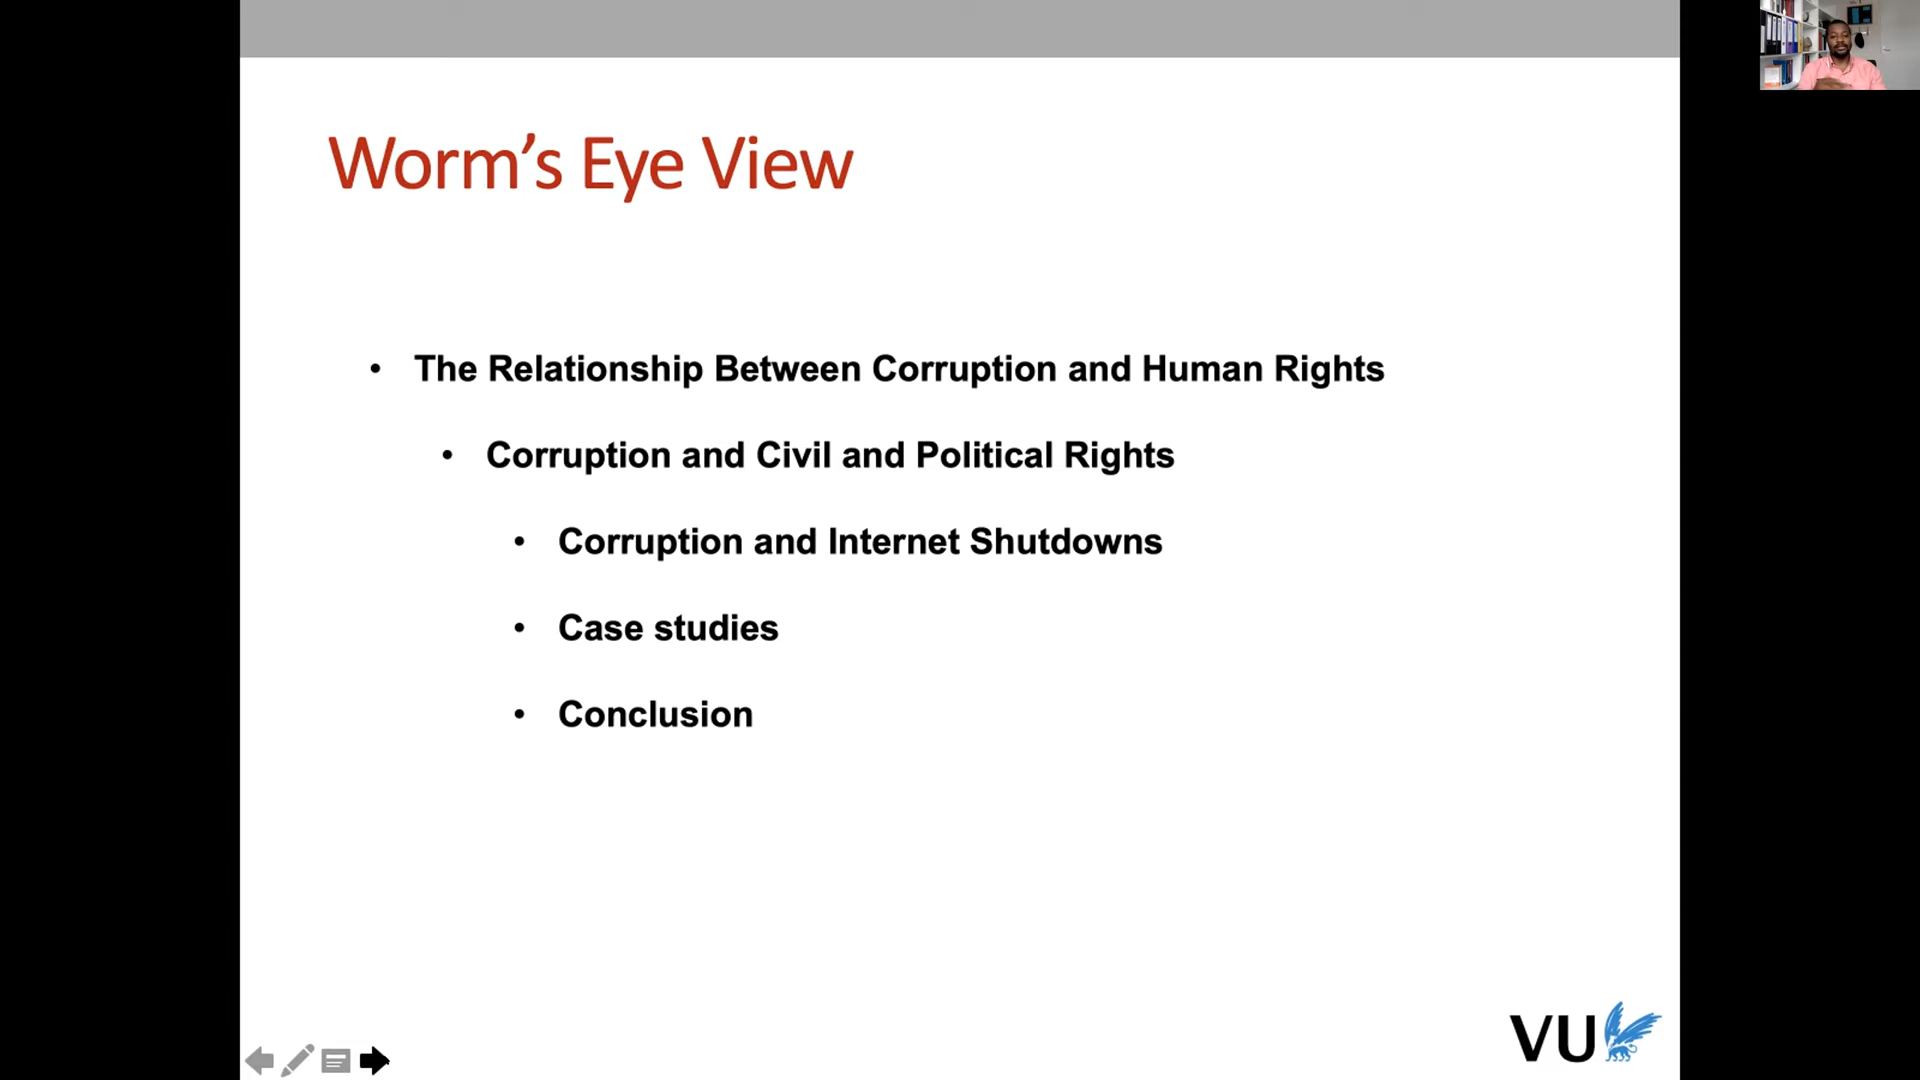 Worm’s Eye View
• The Relationship Between Corruption and Human Rights
• Corruption and Civil and Political Rights
• Corruption and Internet Shutdowns
• Case studies
• Conclusion
VU